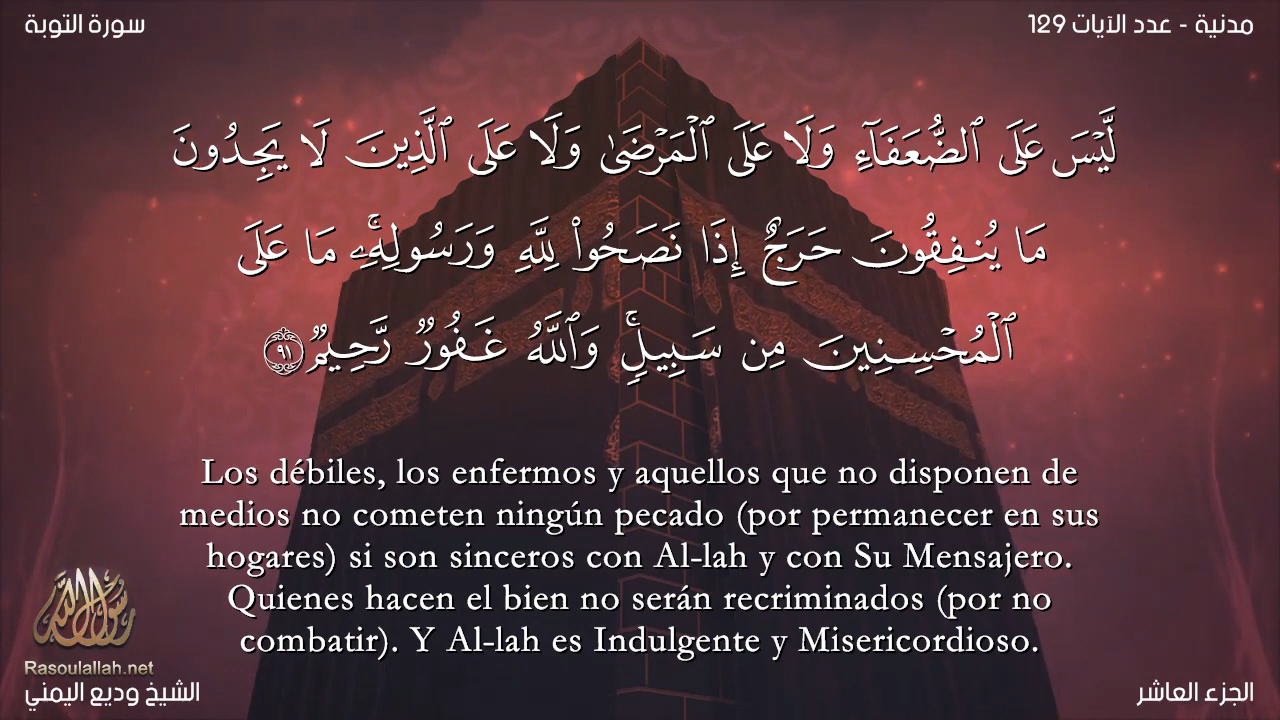 سورة التوبة
مدنية - عدد الآيات 129
لَّيْسَ عَلَى ٱلضُّعَفَآءِ وَلَا عَلَى ٱلْمَرْضَىٰ وَلَا عَلَى ٱلَّذِينَ لَا يَجِدُونَ
مَا يُنفِقُونَ حَرَجٌ إِذَا نَصَحُوا۟ لِلَّهِ وَرَسُولِهِۦ ۚ مَا عَلَى
ٱلْمُحْسِنِينَ مِن سَبِيلٍ ۚ وَٱللَّهُ غَفُورٌ رَّحِيمٌ ٩١
Los débiles, los enfermos y aquellos que no disponen de
medios no cometen ningún pecado (por permanecer en sus
hogares) si son sinceros con Al-lah y con Su Mensajero.
Quienes hacen el bien no serán recriminados (por no
combatir). Y Al-lah es Indulgente y Misericordioso.
رسول الله
Rasoulallah.net
الشيخ وديع اليمني
الجزء العاشر